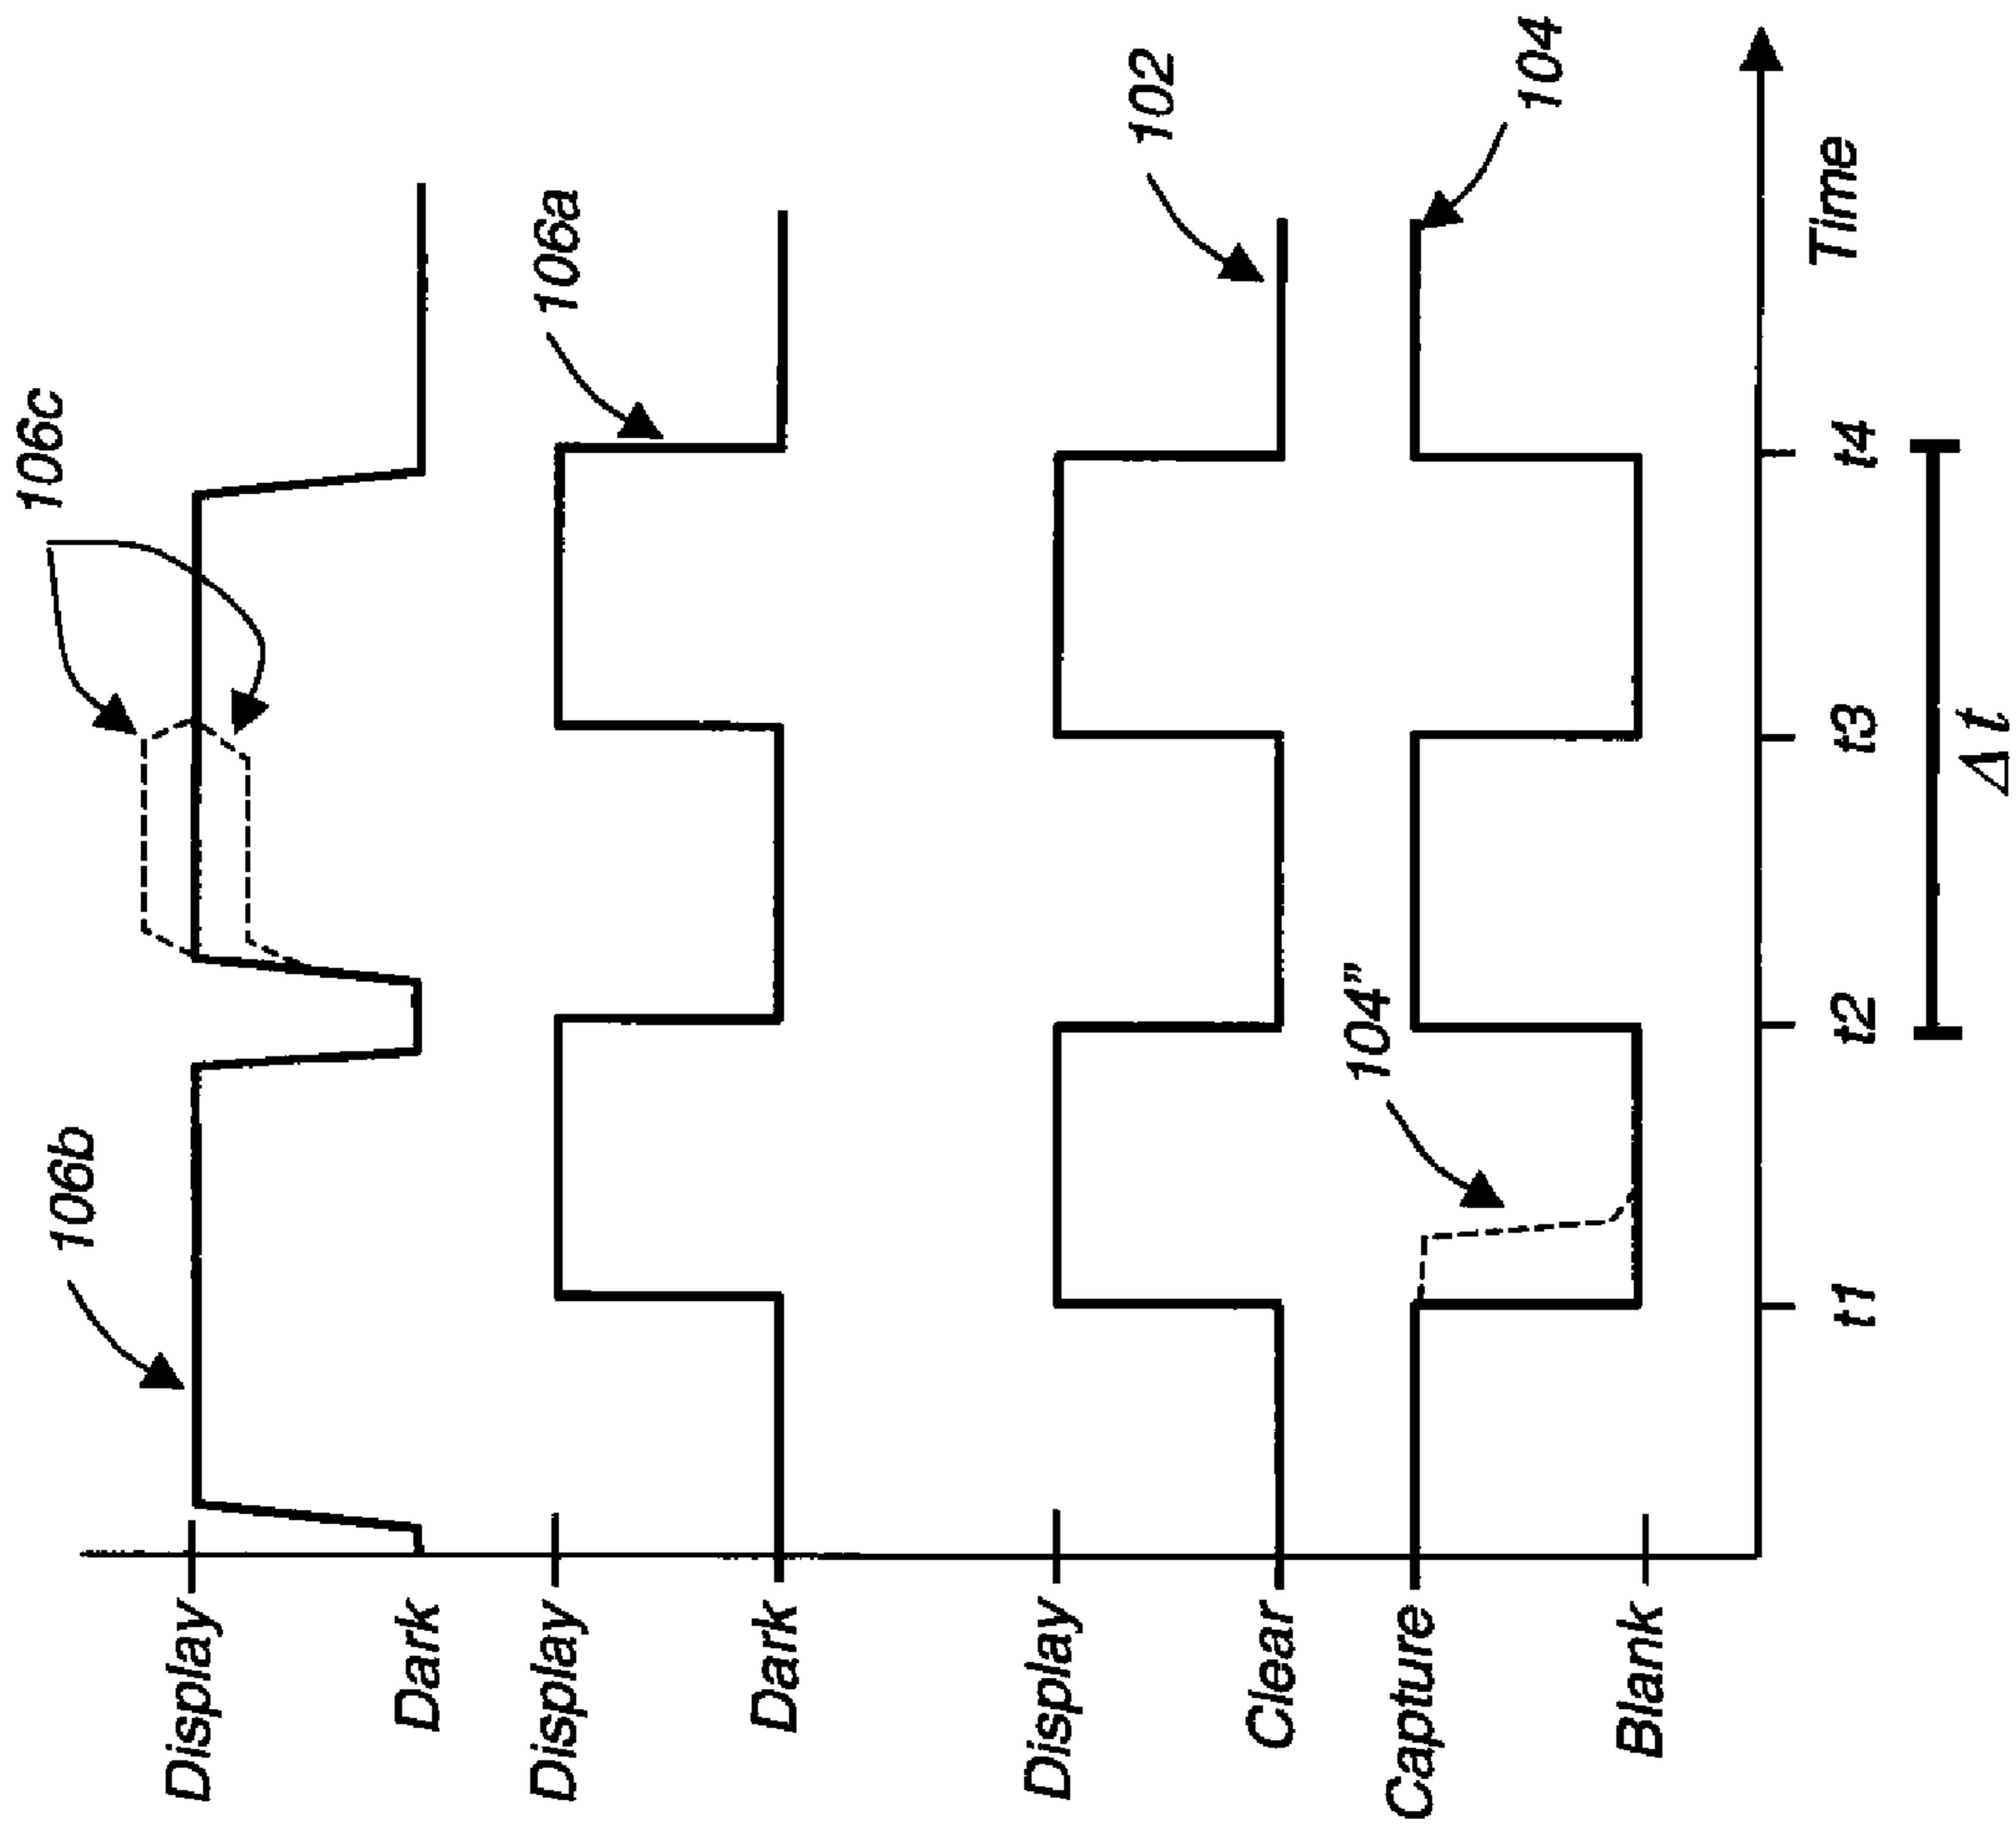 106b
106c
106a
102
104
104"
Display
Dark
Display
Dark
Display
Clear
Capture
Blank
t1
t2
t3
t4
Time
Δt